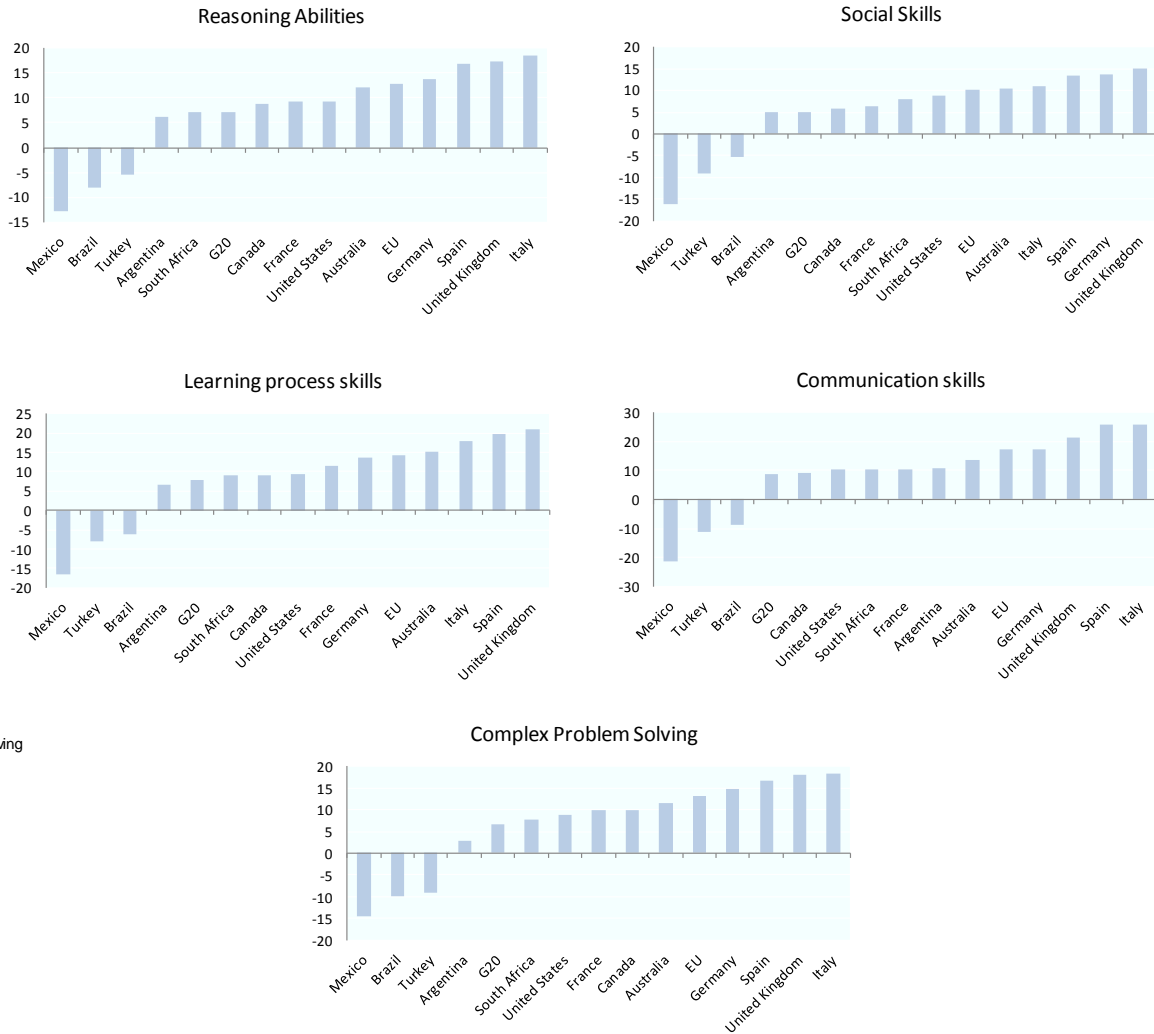 Reasoning Abilities
20
15
10
5
0
-5
-10
-15
Mexico
Brazil
Turkey
Argentina
South Africa
G20
Canada
France
United States
Australia
EU
Germany
Spain
United Kingdom
Italy
Social Skills
20
15
10
5
0
-5
-10
-15
-20
Mexico
Turkey
Brazil
Argentina
G20
Canada
France
South Africa
United States
EU
Australia
Italy
Spain
Germany
United Kingdom
Learning process skills
25
20
15
10
5
0
-5
-10
-15
-20
Mexico
Turkey
Brazil
Argentina
G20
South Africa
Canada
United States
France
Germany
EU
Australia
Italy
Spain
United Kingdom
Communication skills
30
20
10
0
-10
-20
-30
Mexico
Turkey
Brazil
G20
Canada
United States
South Africa
France
Argentina
Australia
EU
Germany
United Kingdom
Spain
Italy
Complex Problem Solving
20
15
10
5
0
-5
-10
-15
-20
Mexico
Brazil
Turkey
Argentina
G20
South Africa
United States
France
Canada
Australia
EU
Germany
Spain
United Kingdom
Italy